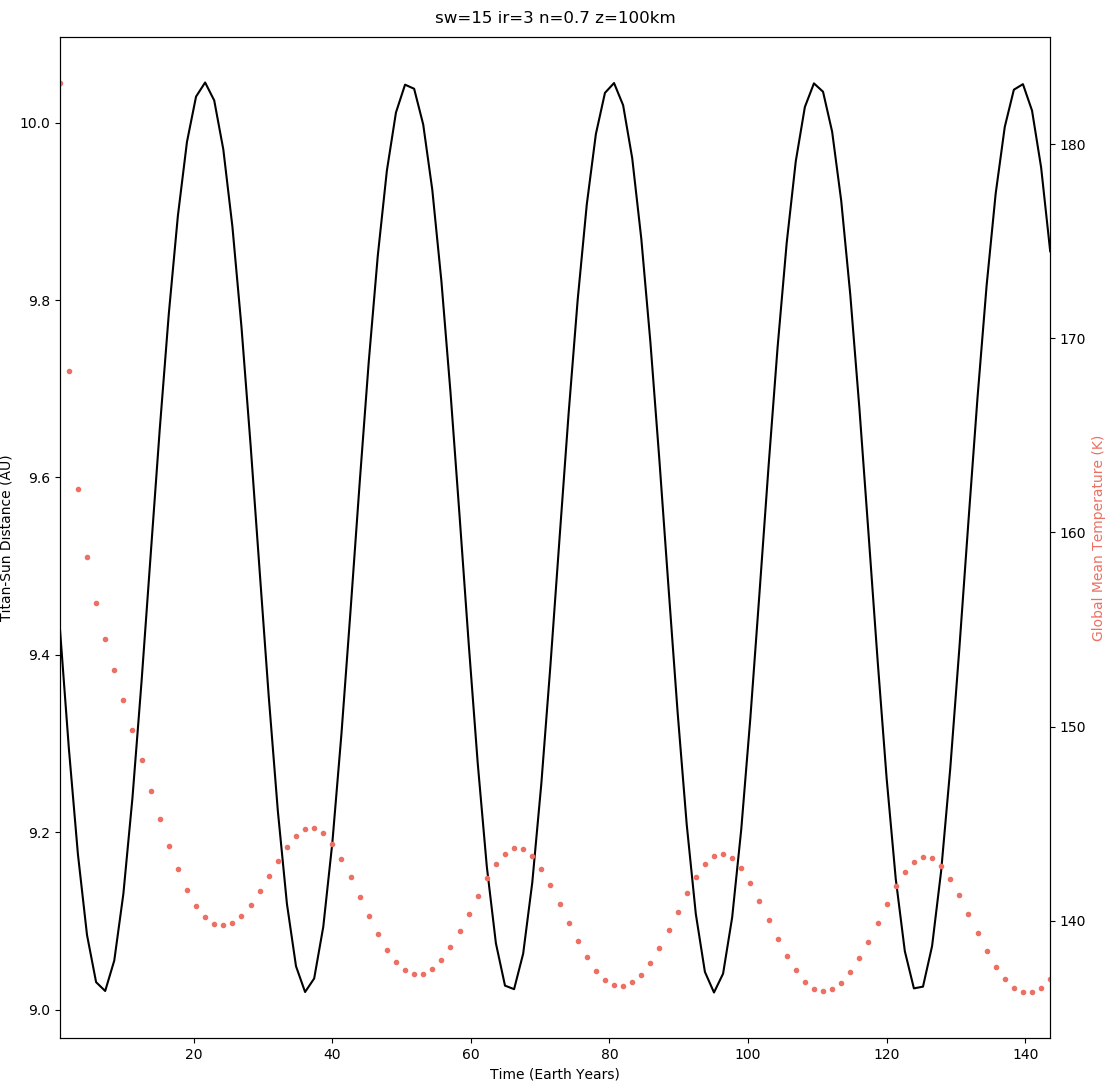 sw=15 ir=3 n=0.7 z=100km
Titan-Sun Distance (AU)
10.0
9.8
9.6
9.4
9.2
9.0
180
170
160
150
140
Global Mean Temperature (K)
20 40 60 80 100 120 140
Time (Earth Years)